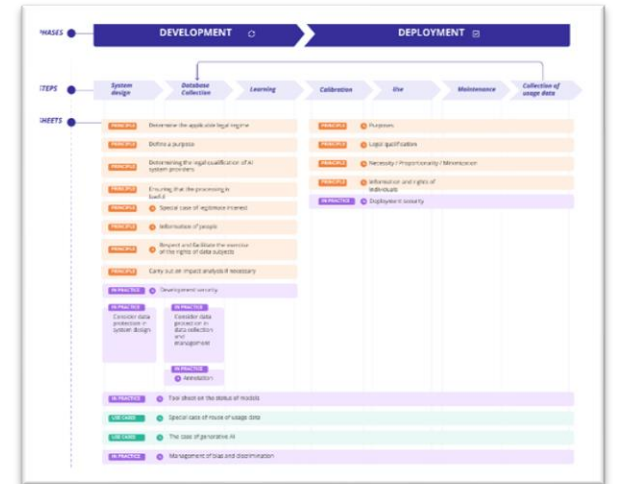 PHASES
DEVELOPMENT
DEPLOYMENT
STEPS
System
design
Database
Collection
Learning
Calibration
Use
Maintenance
Collection of
usage data
SHEETS
PRINCIPLE Determine the applicable legal regime
PRINCIPLE Define a purpose
PRINCIPLE Determining the legal qualification of AI
system providers
PRINCIPLE Ensuring that the processing is
lawful
PRINCIPLE Special case of legitimate interest
PRINCIPLE Information of people
PRINCIPLE Respect and facilitate the exercise
of the rights of data subjects
PRINCIPLE Carry out an impact analysis if necessary
IN PRACTICE Development security
IN PRACTICE
Consider data
protection in
system design
IN PRACTICE
Consider data
protection in
data collection
and
management
IN PRACTICE
Annotation
PRINCIPLE Purposes
PRINCIPLE Legal qualification
PRINCIPLE Necessity / Proportionality / Minimization
PRINCIPLE Information and rights of
individuals
IN PRACTICE Deployment security
IN PRACTICE sheet on the status of models
USE CASES Special case of reuse of usage data
USE CASES The case of generative AI
IN PRACTICE Management of bias and discrimination